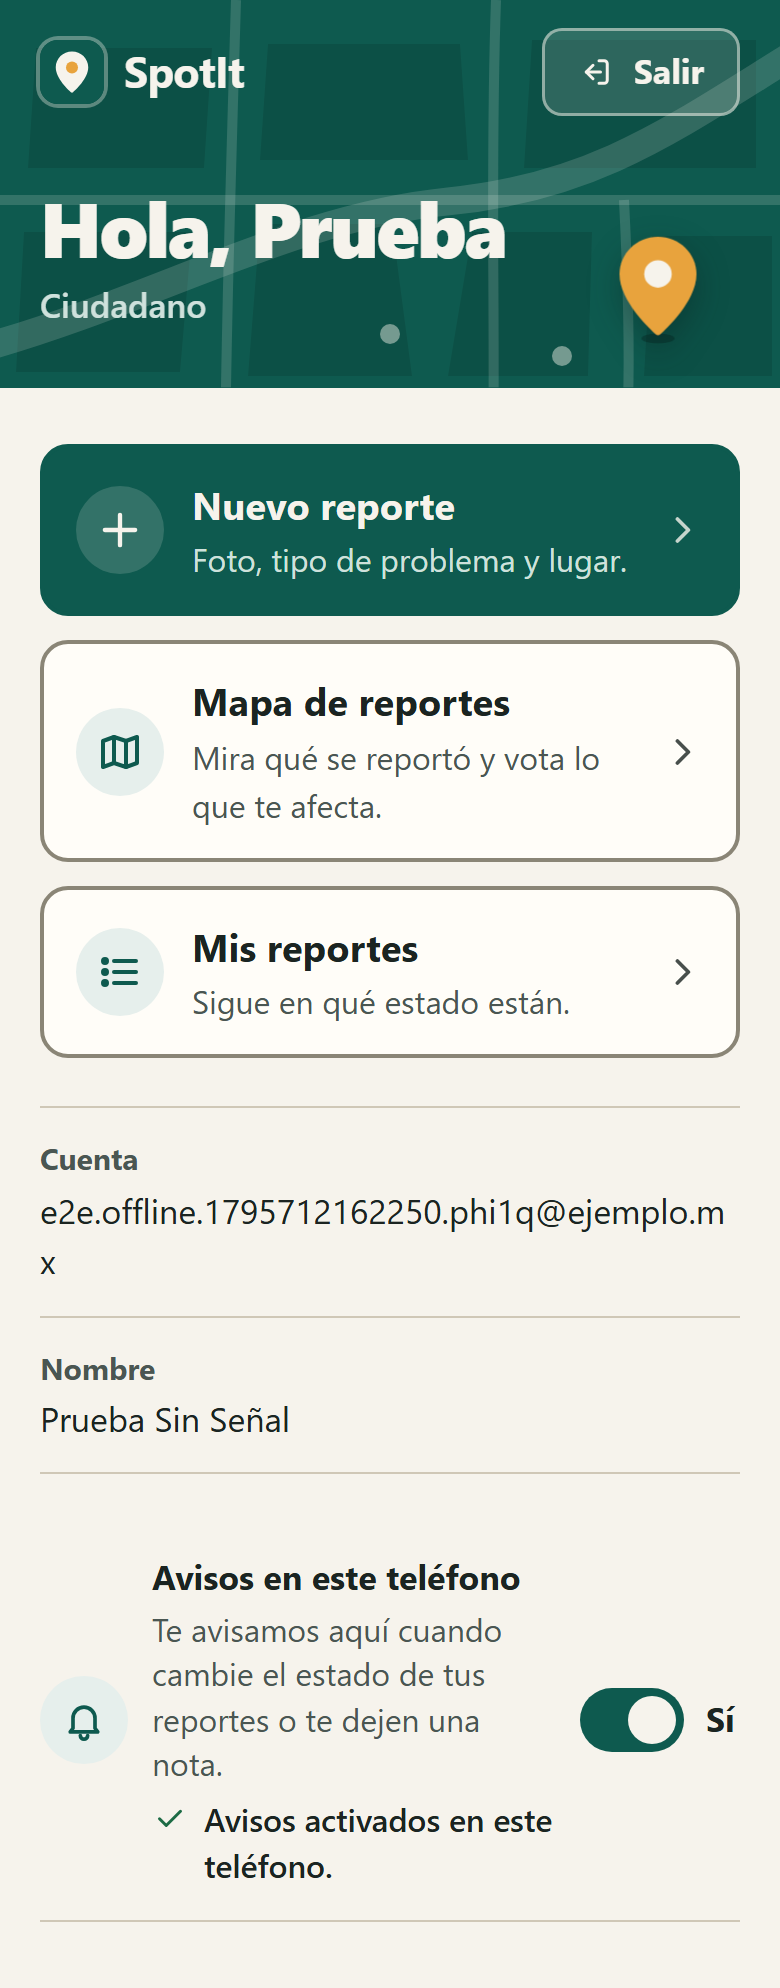 SpotIt
Salir
Hola, Prueba
Ciudadano
Nuevo reporte
Foto, tipo de problema y lugar.
Mapa de reportes
Mira qué se reportó y vota lo
que te afecta.
Mis reportes
Sigue en qué estado están.
Cuenta
e2e.offline.1795712162250.phi1q@ejemplo.m
x
Nombre
Prueba Sin Señal
Avisos en este teléfono
Te avisamos aquí cuando
cambie el estado de tus
reportes o te dejen una
nota.
Sí
Avisos activados en este
teléfono.